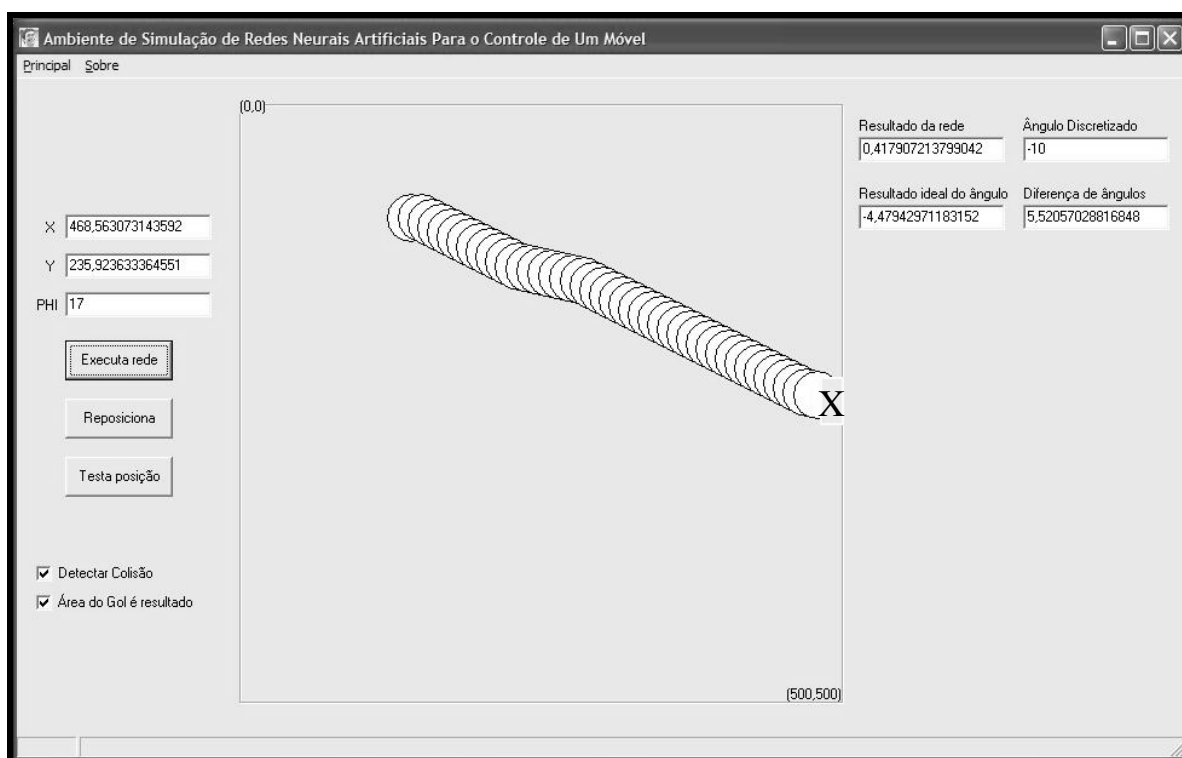 Ambiente de Simulação de Redes Neurais Artificiais Para o Controle de Um Móvel
Principal Sobre
(0,0)
Resultado da rede
0,417907213799042
Ângulo Discretizado
-10
Resultado ideal do ângulo
-4,47942971183152
Diferença de ângulos
5,52057028816848
X 468,563073143592
Y 235,923633364551
PHI 17
Executa rede
Reposiciona
Testa posição
Detectar Colisão
Área do Gol é resultado
X
(500,500)